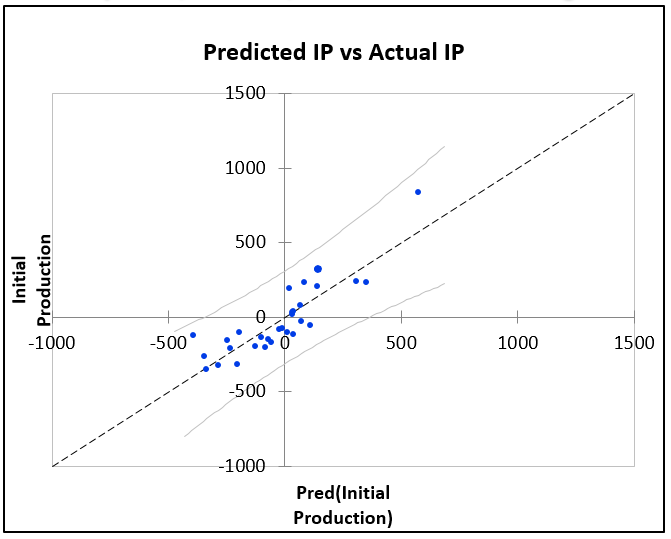 Predicted IP vs Actual IP
1500
1000
500
0
-500
-1000
Initial
Production
-1000
-500
0
500
1000
1500
Pred(Initial
Production)